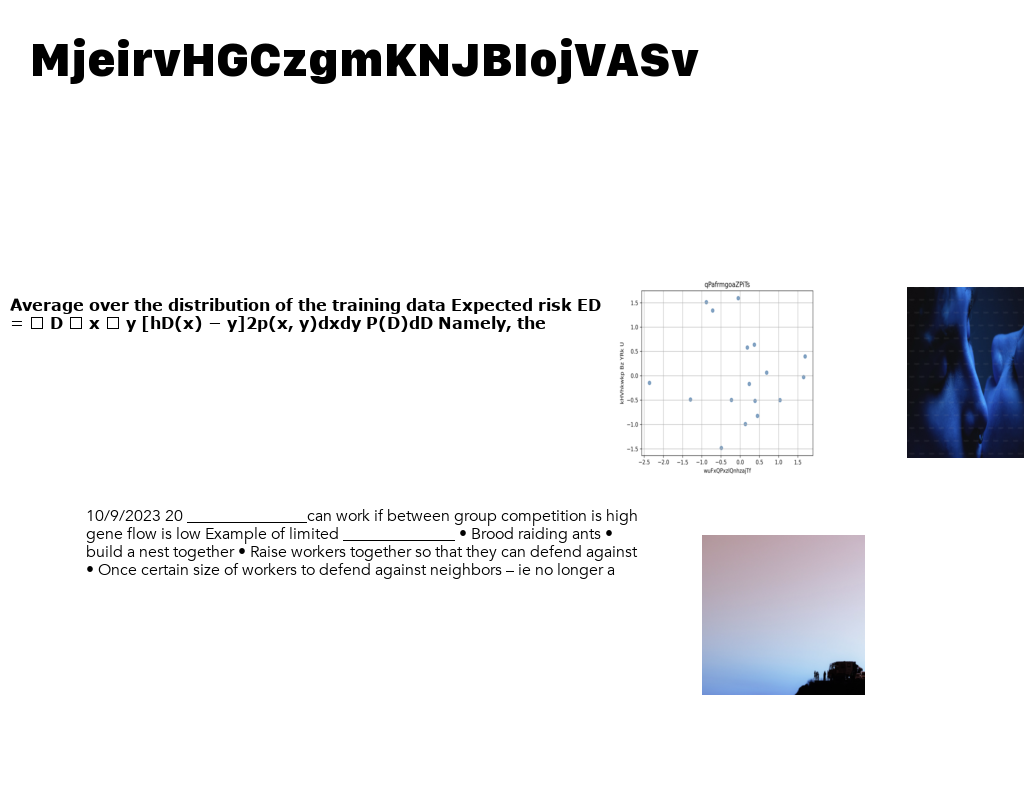 MjeirvHGCzgmKNJBIojVASv
Average over the distribution of the training data Expected risk ED
= □ D □ x □ y [hD(x) − y]2p(x, y)dxdy P(D)dD Namely, the
qPafrmgoaZPiTs
1.5
1.0
0.5
0.0
−0.5
−1.0
−1.5
−2.5 −2.0 −1.5 −1.0 −0.5 0.0 0.5 1.0 1.5
10/9/2023 20 _______________can work if between group competition is high
gene flow is low Example of limited ______________ • Brood raiding ants •
build a nest together • Raise workers together so that they can defend against
• Once certain size of workers to defend against neighbors – ie no longer a